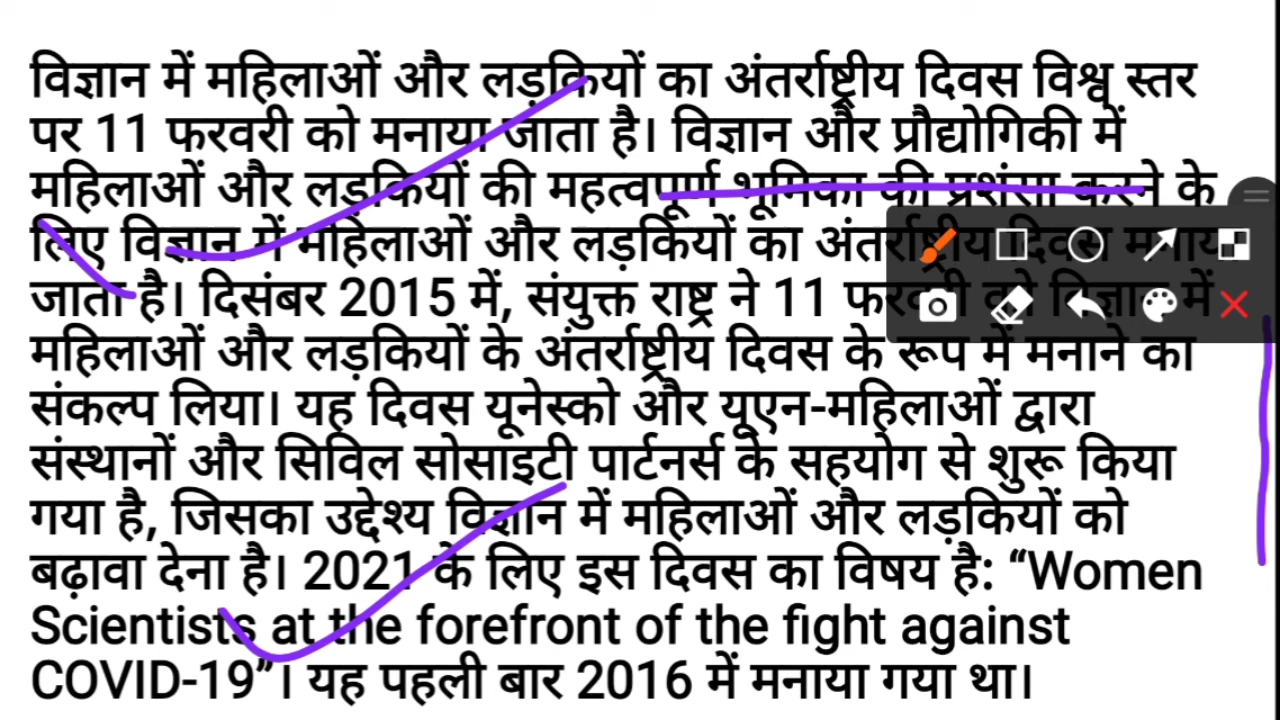 विज्ञान में महिलाओं और लड़कियों का अंतर्राष्ट्रीय दिवस विश्व स्तर
पर 11 फरवरी को मनाया जाता है। विज्ञान और प्रौद्योगिकी में
महिलाओं और लड़कियों की महत्वपूर्ण भूमिका की प्रशंसा करने के
लिए विज्ञान में महिलाओं और लड़कियों का अंतर्राष्ट्रीय दिवस मनाया
जाता है। दिसंबर 2015 में, संयुक्त राष्ट्र ने 11 फरवरी को विज्ञान में
महिलाओं और लड़कियों के अंतर्राष्ट्रीय दिवस के रूप में मनाने का
संकल्प लिया। यह दिवस यूनेस्को और यूएन-महिलाओं द्वारा
संस्थानों और सिविल सोसाइटी पार्टनर्स के सहयोग से शुरू किया
गया है, जिसका उद्देश्य विज्ञान में महिलाओं और लड़कियों को
बढ़ावा देना है। 2021 के लिए इस दिवस का विषय है: “Women
Scientists at the forefront of the fight against
COVID-19”। यह पहली बार 2016 में मनाया गया था।